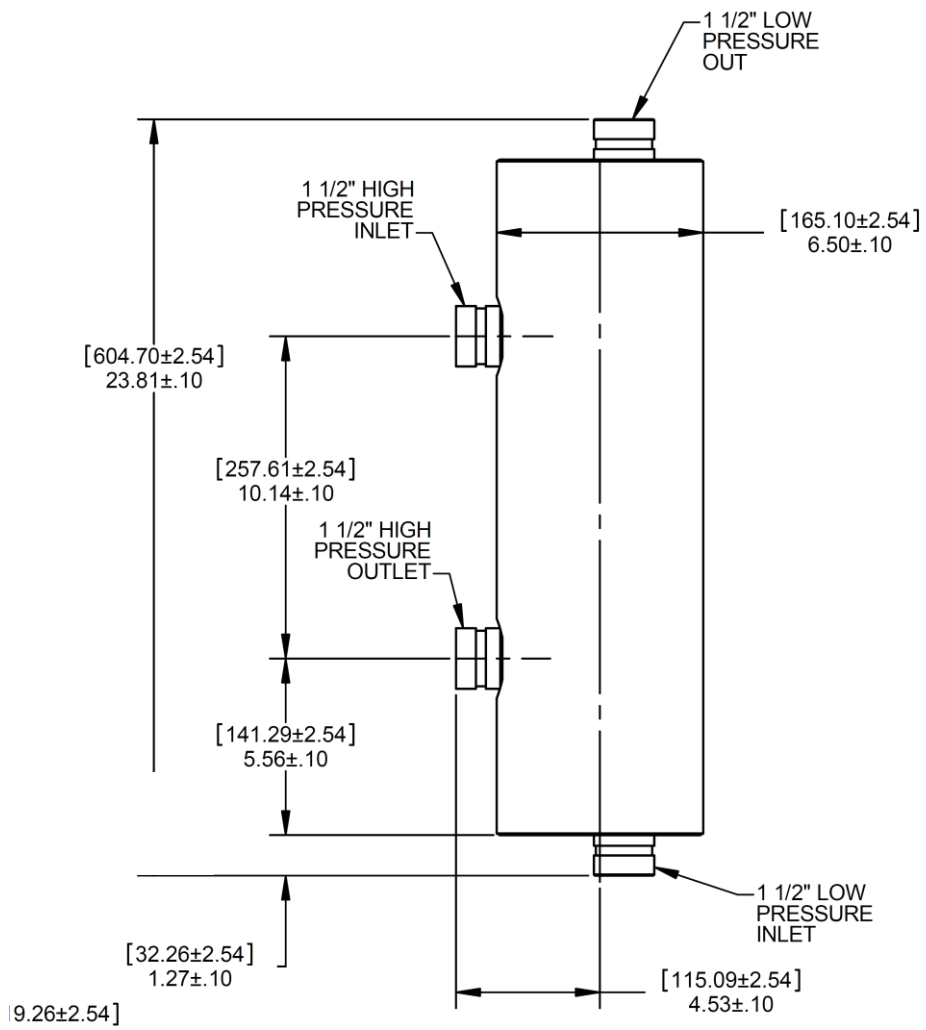 1 1/2" LOW
PRESSURE
OUT
1 1/2" HIGH
PRESSURE
INLET
[165.10±2.54]
6.50±.10
[604.70±2.54]
23.81±.10
[257.61±2.54]
10.14±.10
1 1/2" HIGH
PRESSURE
OUTLET
[141.29±2.54]
5.56±.10
1 1/2" LOW
PRESSURE
INLET
[32.26±2.54]
1.27±.10
[115.09±2.54]
4.53±.10
9.26±2.54]